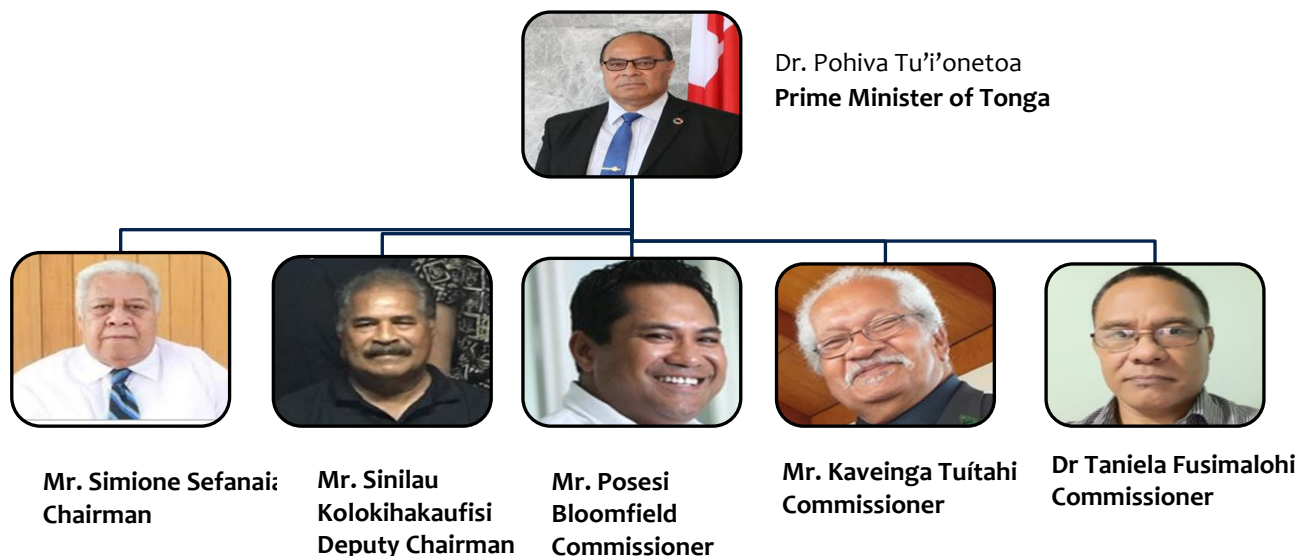 Dr. Pohiva Tu’i’onetoa
Prime Minister of Tonga
Mr. Simione Sefanaia
Chairman
Mr. Sinilau
Kolokihakaufisi
Deputy Chairman
Mr. Posesi
Bloomfield
Commissioner
Mr. Kaveinga Tuítahi
Commissioner
Dr Taniela Fusimalohi
Commissioner